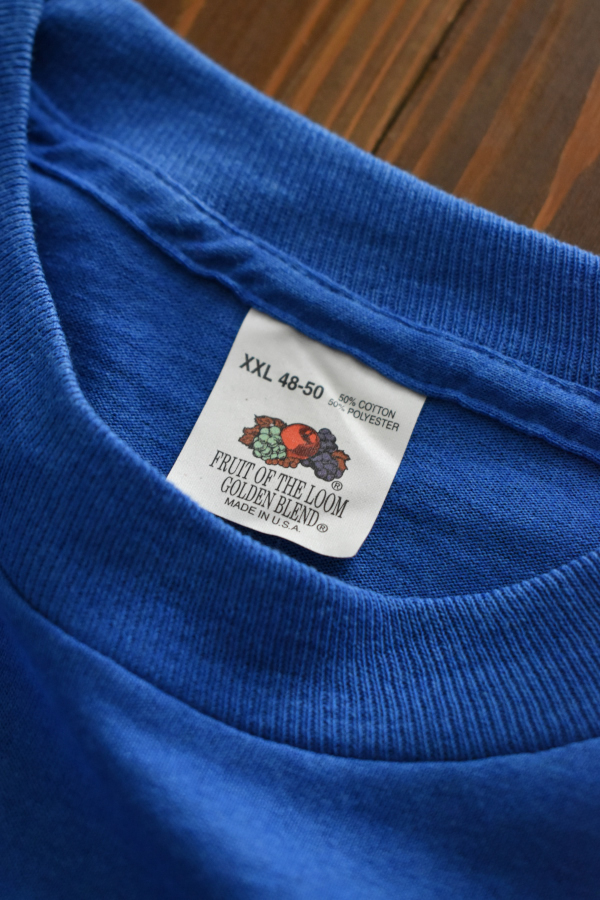 XXL 48-50
50% COTTON
50% POLYESTER
FRUIT OF THE LOOM®
GOLDEN BLEND®
MADE IN U.S.A.